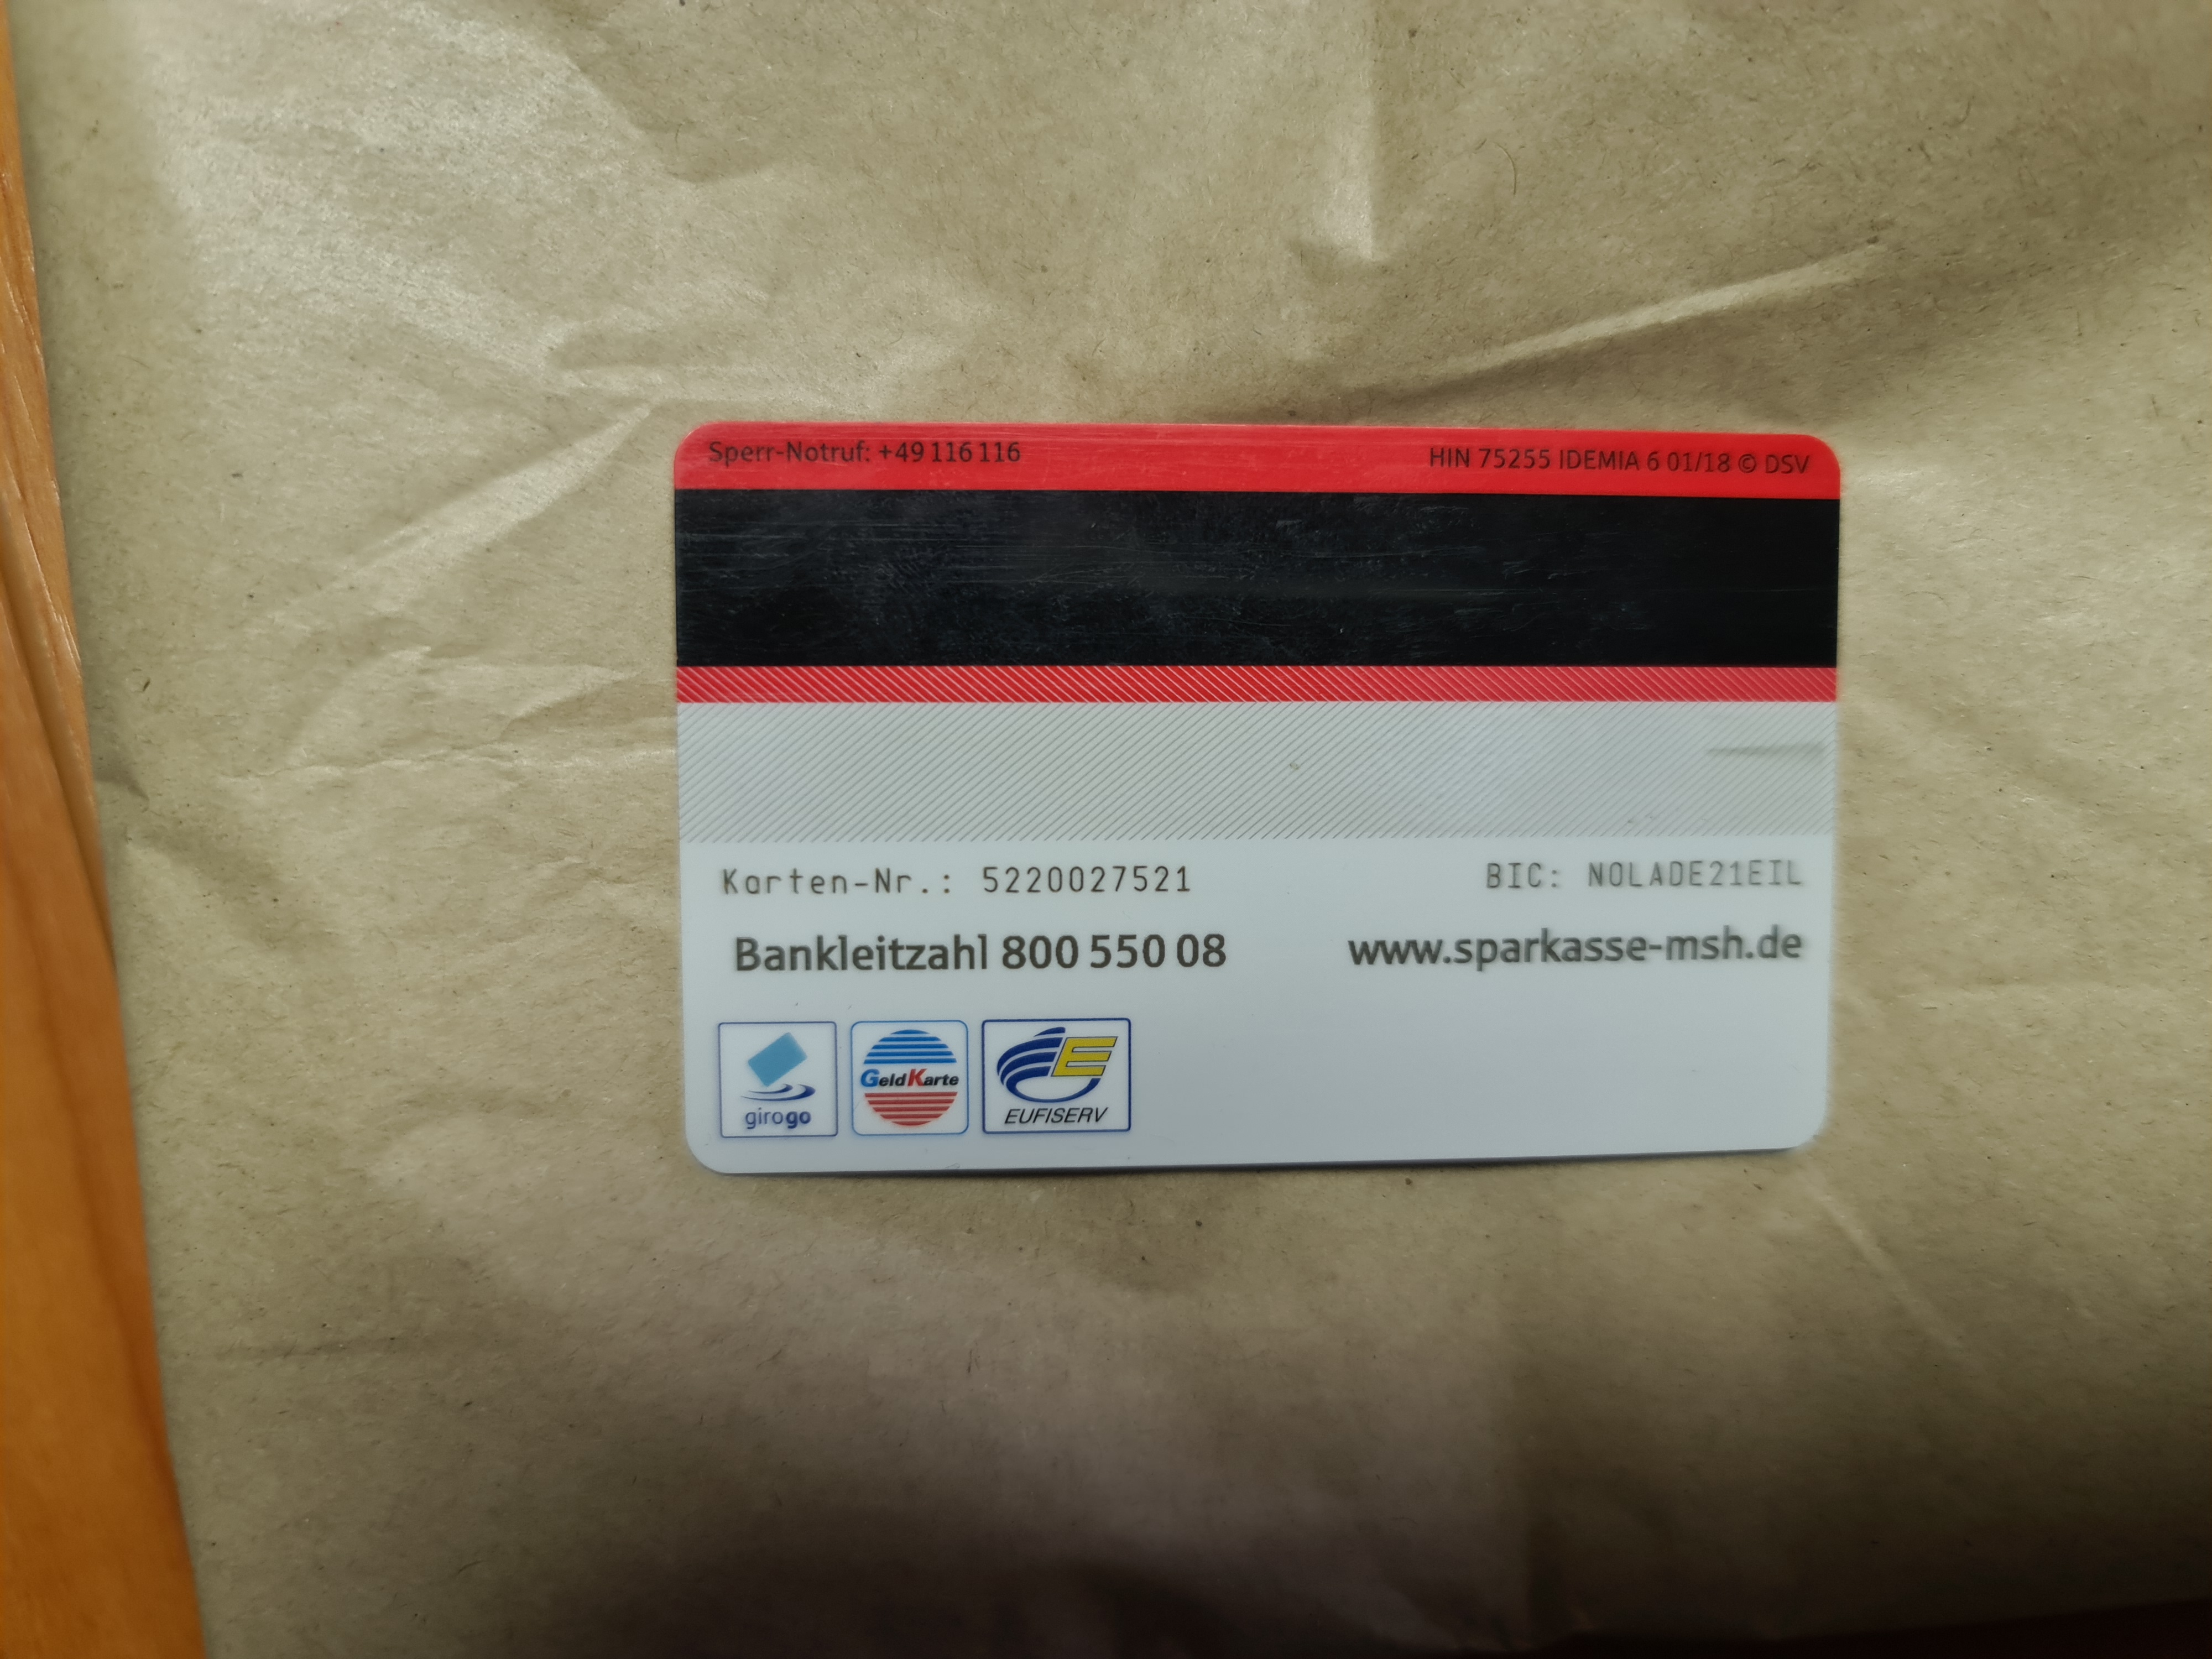 Sperr-Notruf: +49 116 116
HIN 75255 IDEMIA 6 01/18 © DSV
Karten-Nr.: 5220027521
BIC: NOLADE21EIL
Bankleitzahl 800 550 08
www.sparkasse-msh.de
girogo
GeldKarte
E
EUFISERV